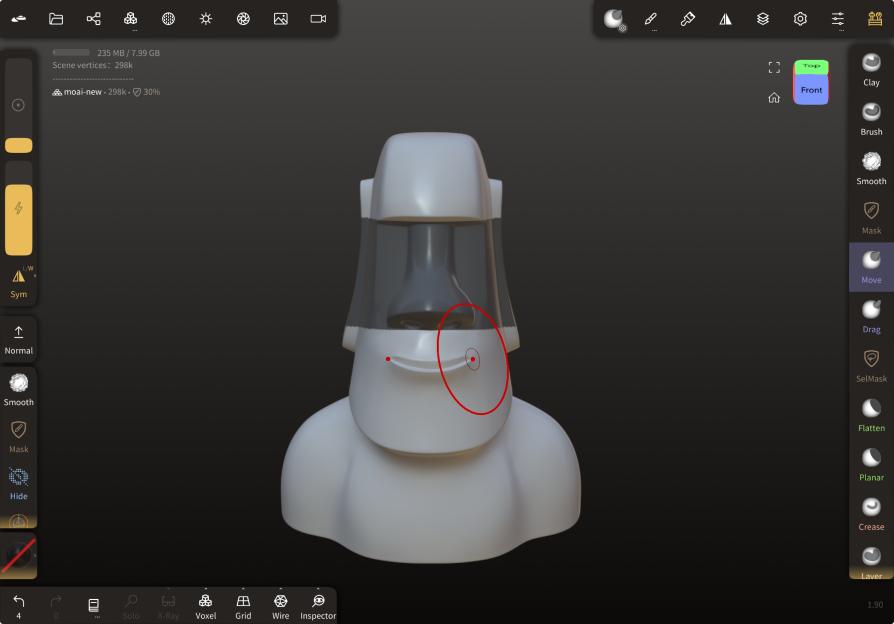 235 MB / 7.99 GB
Scene vertices: 298k
moai-new • 298k • 30%
Top
Front
Clay
Brush
Smooth
Mask
Move
Drag
SelMask
Flatten
Planar
Crease
Layer
L/W
Sym
Normal
Smooth
Mask
Hide
4
0
Solo
X-Ray
Voxel
Grid
Wire
Inspector
1.90